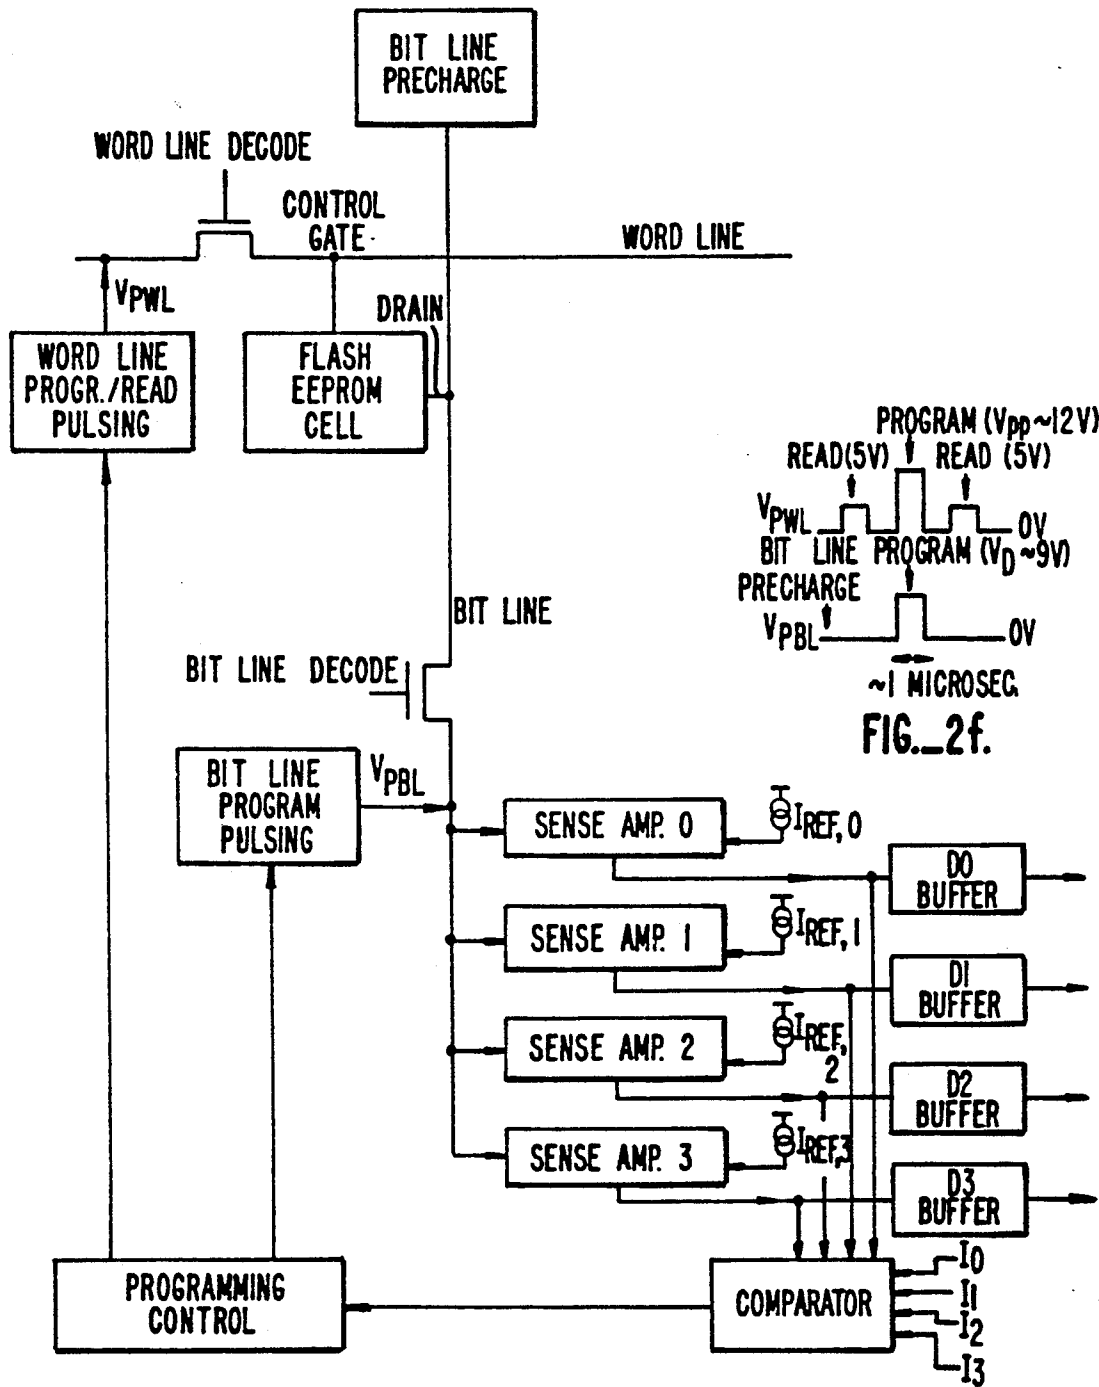 BIT LINE
PRECHARGE
WORD LINE DECODE
CONTROL
GATE
WORD LINE
VPWL
DRAIN
WORD LINE
PROGR./READ
PULSING
FLASH
EEPROM
CELL
PROGRAM (Vpp ~12V)
READ(5V)
READ (5V)
VPWL
0V
BIT LINE PROGRAM (VD ~9V)
PRECHARGE
VPBL
0V
~1 MICROSEC.
FIG._2f.
BIT LINE
BIT LINE DECODE
BIT LINE
PROGRAM
PULSING
VPBL
SENSE AMP. 0
IREF, 0
D0
BUFFER
SENSE AMP. 1
IREF, 1
D1
BUFFER
SENSE AMP. 2
IREF,
2
D2
BUFFER
SENSE AMP. 3
IREF,3
D3
BUFFER
PROGRAMMING
CONTROL
COMPARATOR
I0
I1
I2
I3